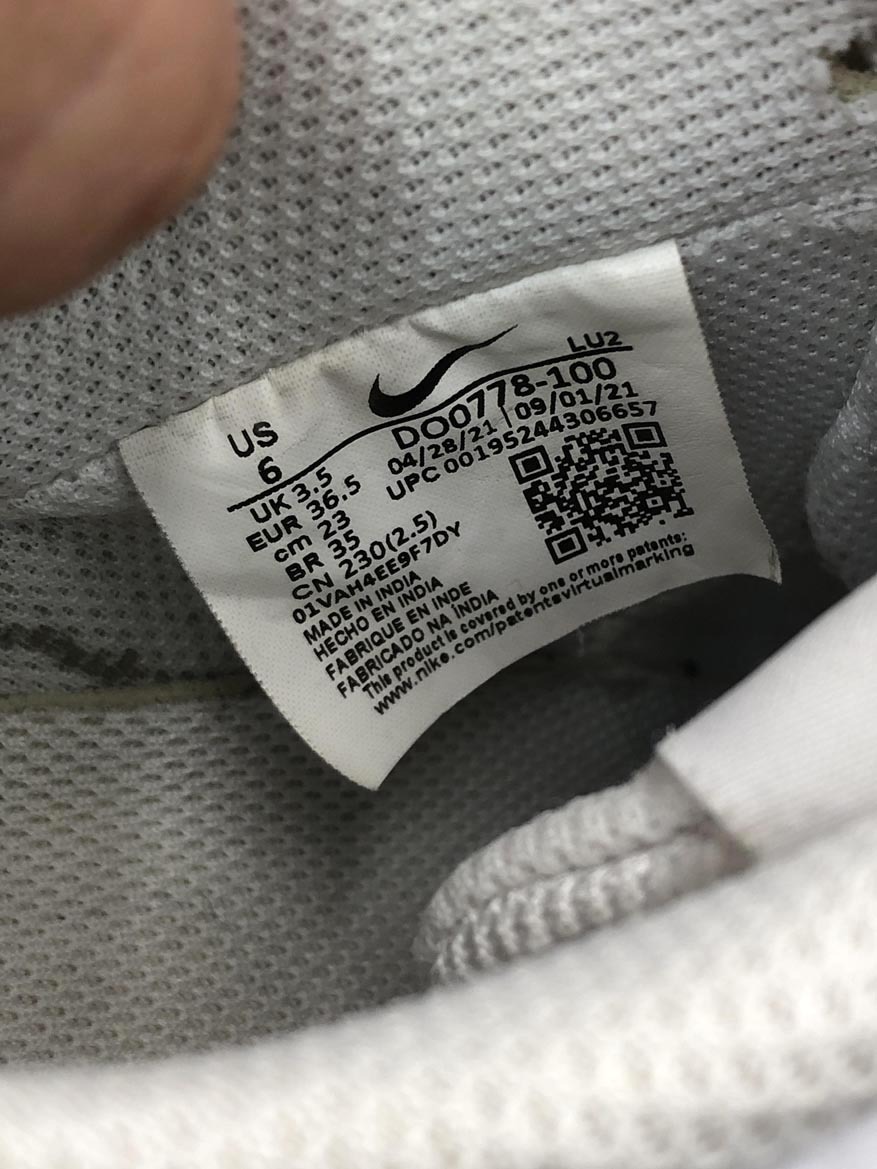 LU2
US
6
DO0778-100
04/28/21 | 09/01/21
UPC 00195244306657
UK 3.5
EUR 36.5
cm 23
BR 35
CN 230(2.5)
01VAH4EE9F7DY
MADE IN INDIA
HECHO EN INDIA
FABRIQUE EN INDE
FABRICADO NA ÍNDIA
This product is covered by one or more patents:
www.nike.com/patentsvirtualmarking